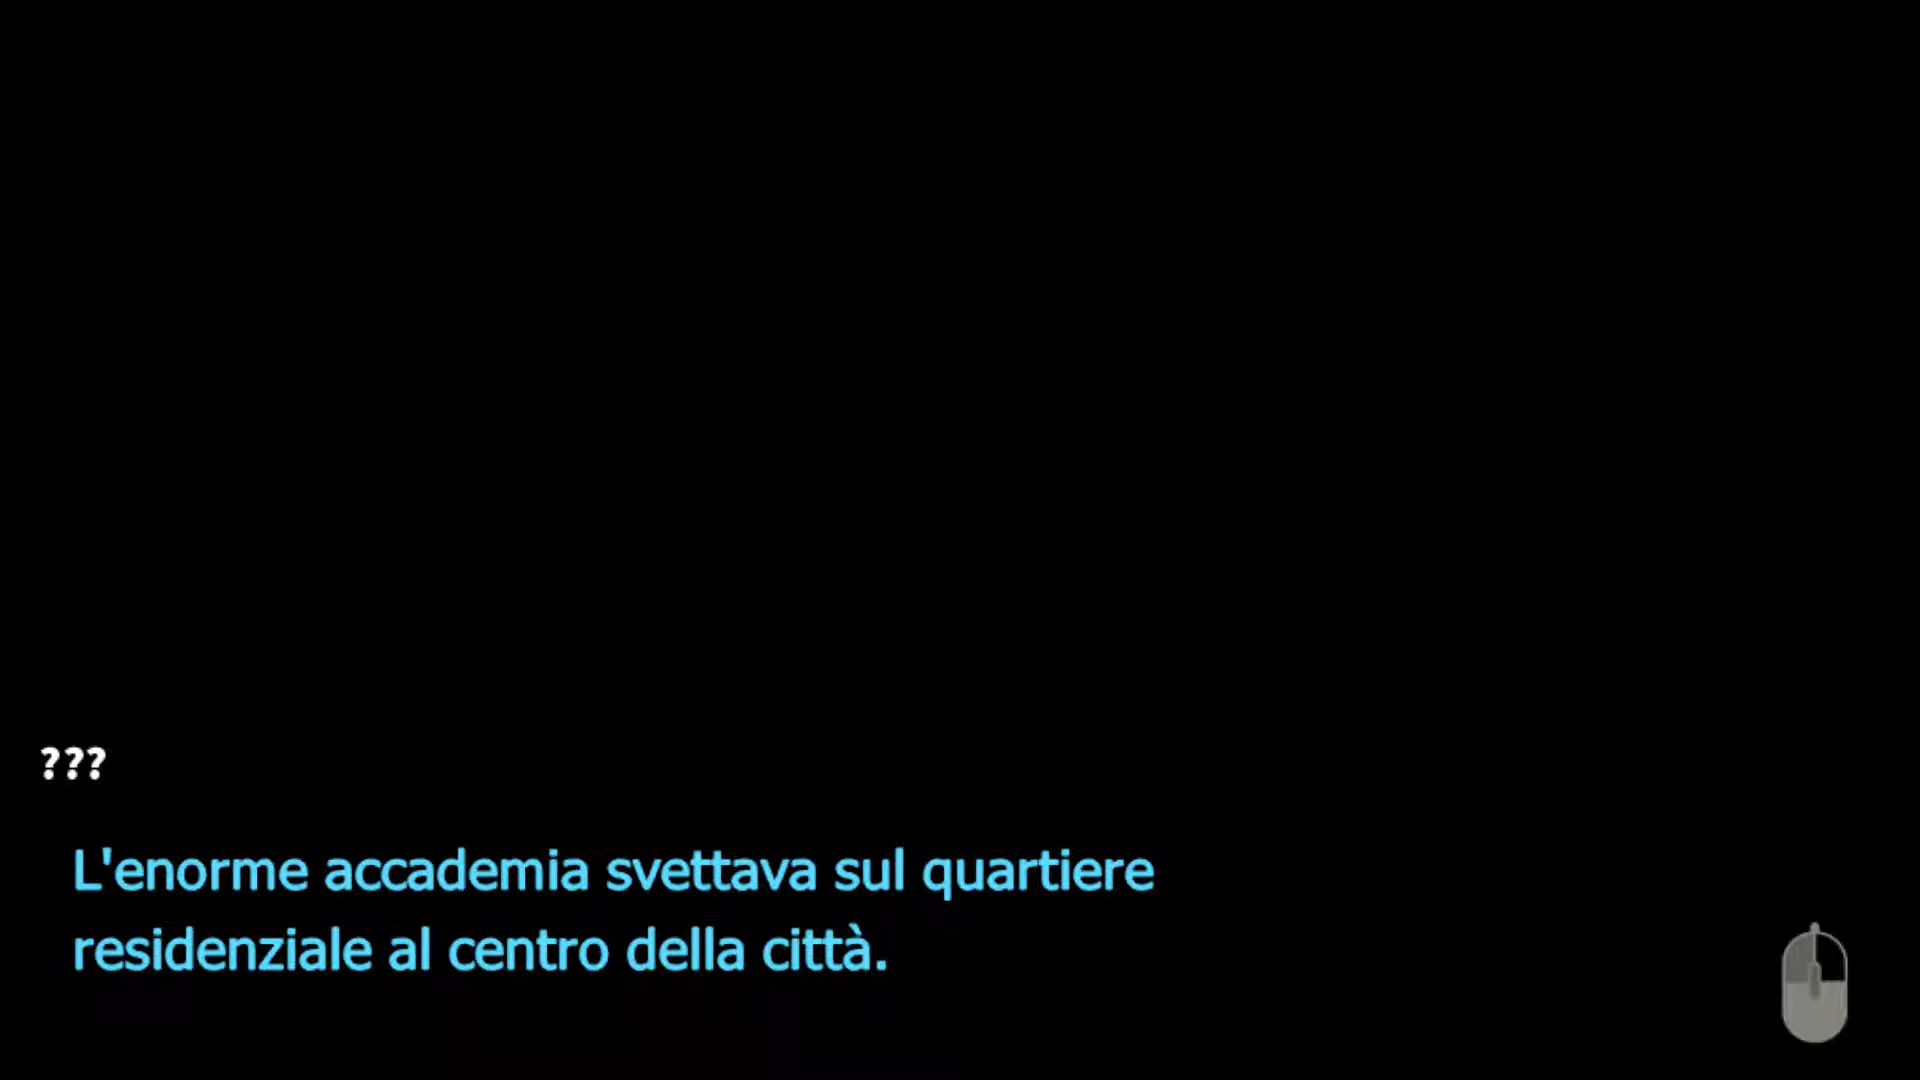 ???
L'enorme accademia svettava sul quartiere
residenziale al centro della città.